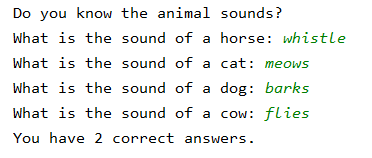 Do you know the animal sounds?
What is the sound of a horse: whistle
What is the sound of a cat: meows
What is the sound of a dog: barks
What is the sound of a cow: flies
You have 2 correct answers.